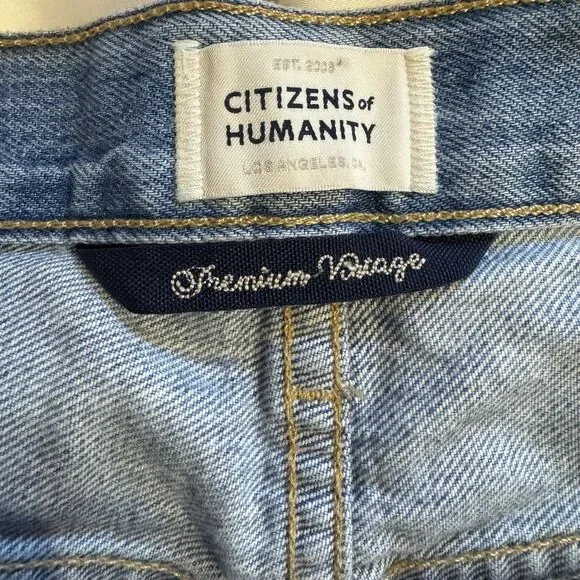 EST. 2003
CITIZENS of
HUMANITY
LOS ANGELES, CA.
Premium Vintage